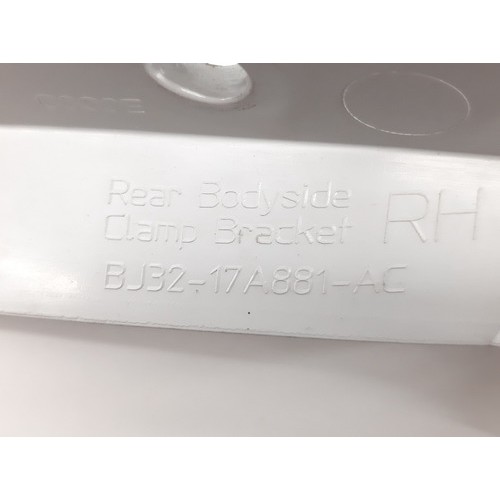 Rear Bodyside
Clamp Bracket RH
BJ32-17A881-AC